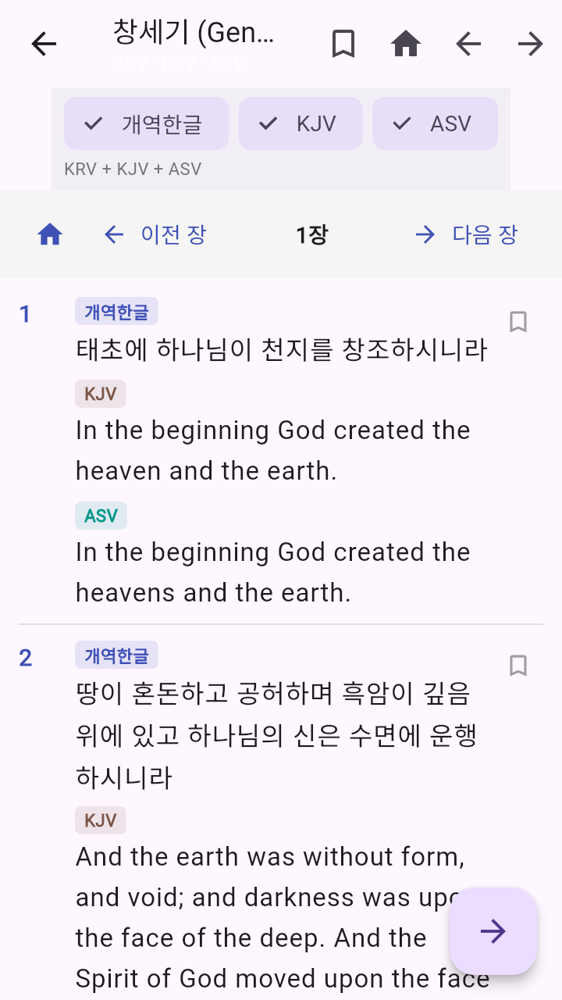 창세기 (Gen…
KRV · KJV · ASV
개역한글
KJV
ASV
KRV + KJV + ASV
이전 장
1장
다음 장
1
개역한글
태초에 하나님이 천지를 창조하시니라
KJV
In the beginning God created the
heaven and the earth.
ASV
In the beginning God created the
heavens and the earth.
2
개역한글
땅이 혼돈하고 공허하며 흑암이 깊음
위에 있고 하나님의 신은 수면에 운행
하시니라
KJV
And the earth was without form,
and void; and darkness was upo
the face of the deep. And the
Spirit of God moved upon the face